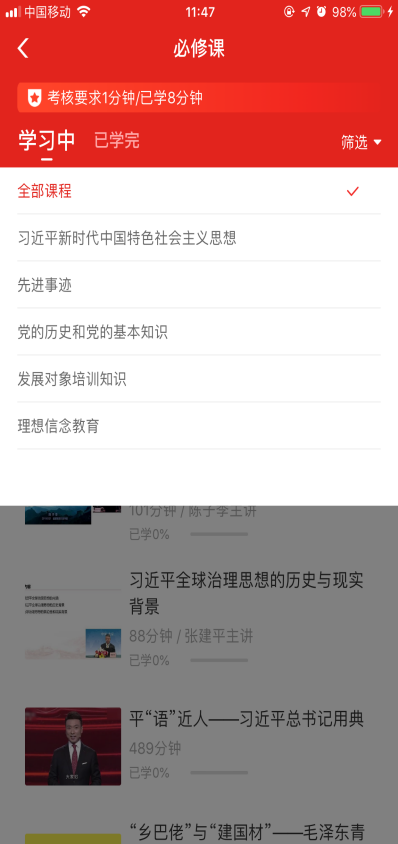 中国移动
11:47
98%
必修课
考核要求1分钟/已学8分钟
学习中
已学完
筛选
全部课程
习近平新时代中国特色社会主义思想
先进事迹
党的历史和党的基本知识
发展对象培训知识
理想信念教育
101分钟 / 陈子季主讲
已学0%
习近平全球治理思想的历史与现实
背景
88分钟 / 张建平主讲
已学0%
平“语”近人——习近平总书记用典
489分钟
已学0%
“乡巴佬”与“建国材”——毛泽东青